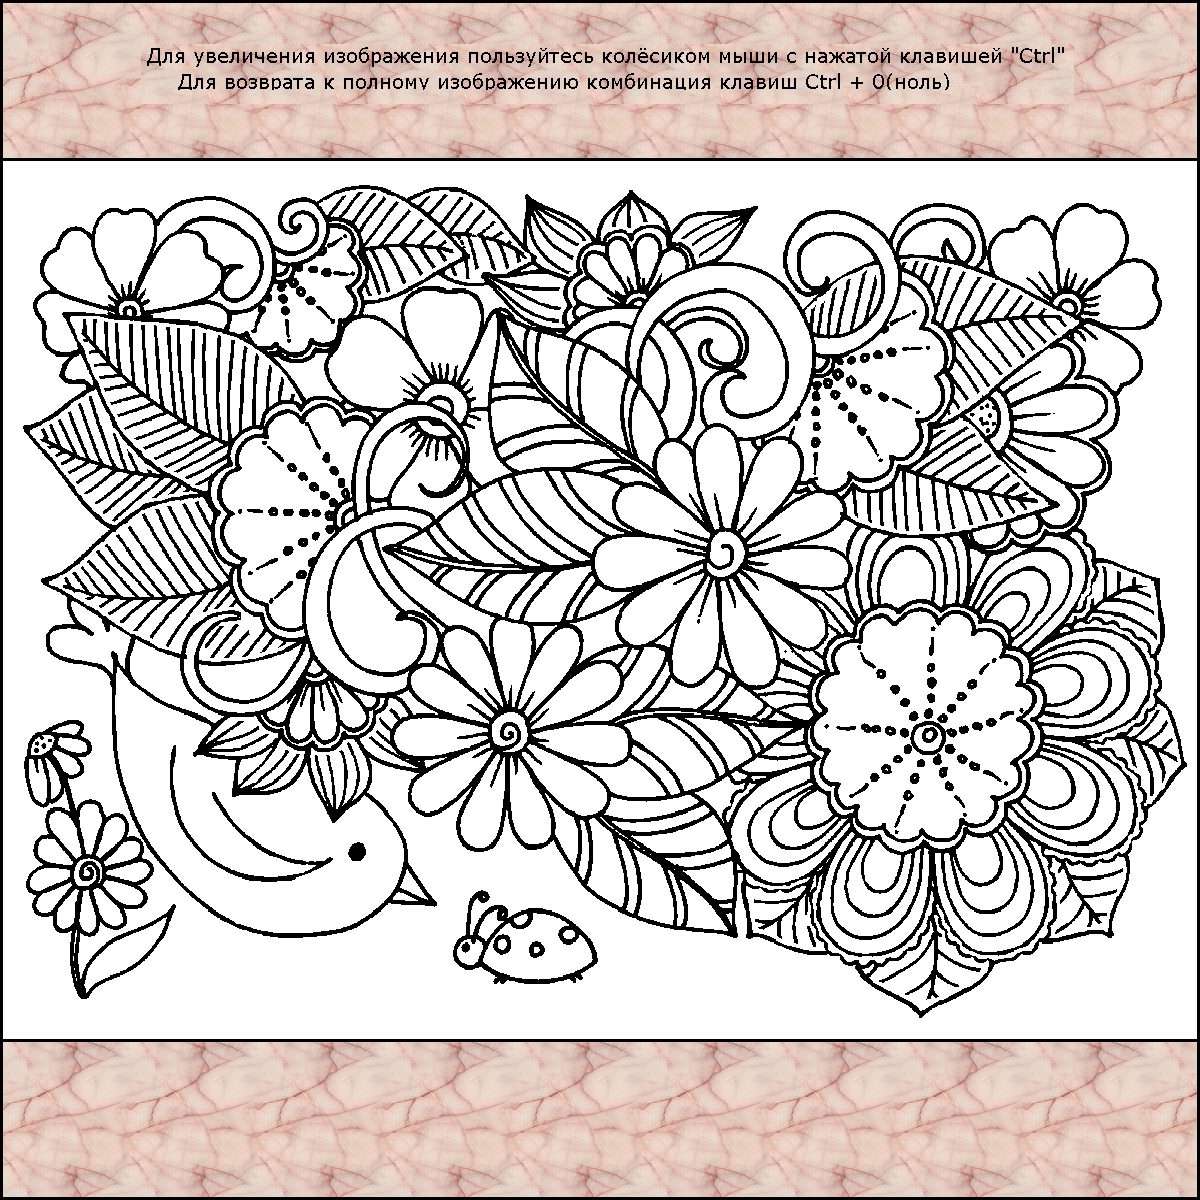 Для увеличения изображения пользуйтесь колёсиком мыши с нажатой клавишей "Ctrl"
Для возврата к полному изображению комбинация клавиш Ctrl + 0(ноль)